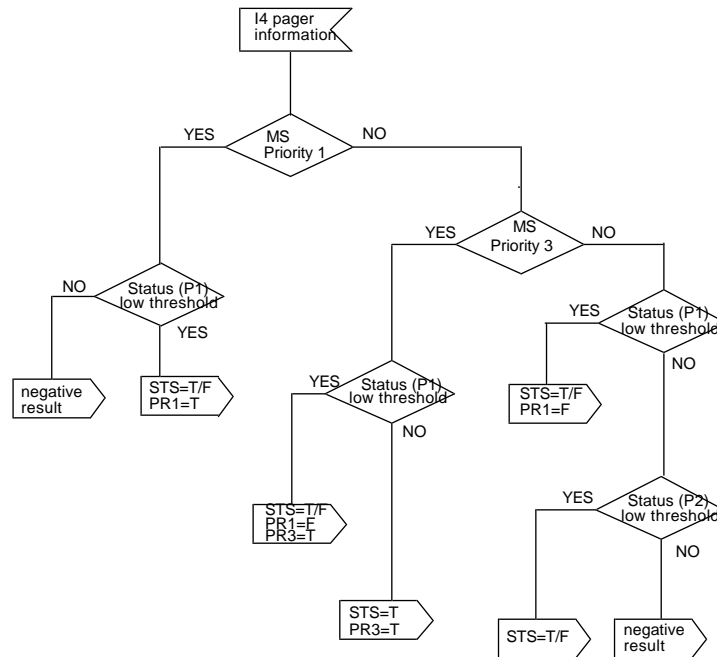 I4 pager
information
YES
MS
Priority 1
NO
YES
MS
Priority 3
NO
NO
Status (P1)
low threshold
YES
Status (P1)
low threshold
NO
negative
result
STS=T/F
PR1=T
YES
Status (P1)
low threshold
NO
STS=T/F
PR1=F
STS=T/F
PR1=F
PR3=T
YES
Status (P2)
low threshold
NO
STS=T
PR3=T
STS=T/F
negative
result